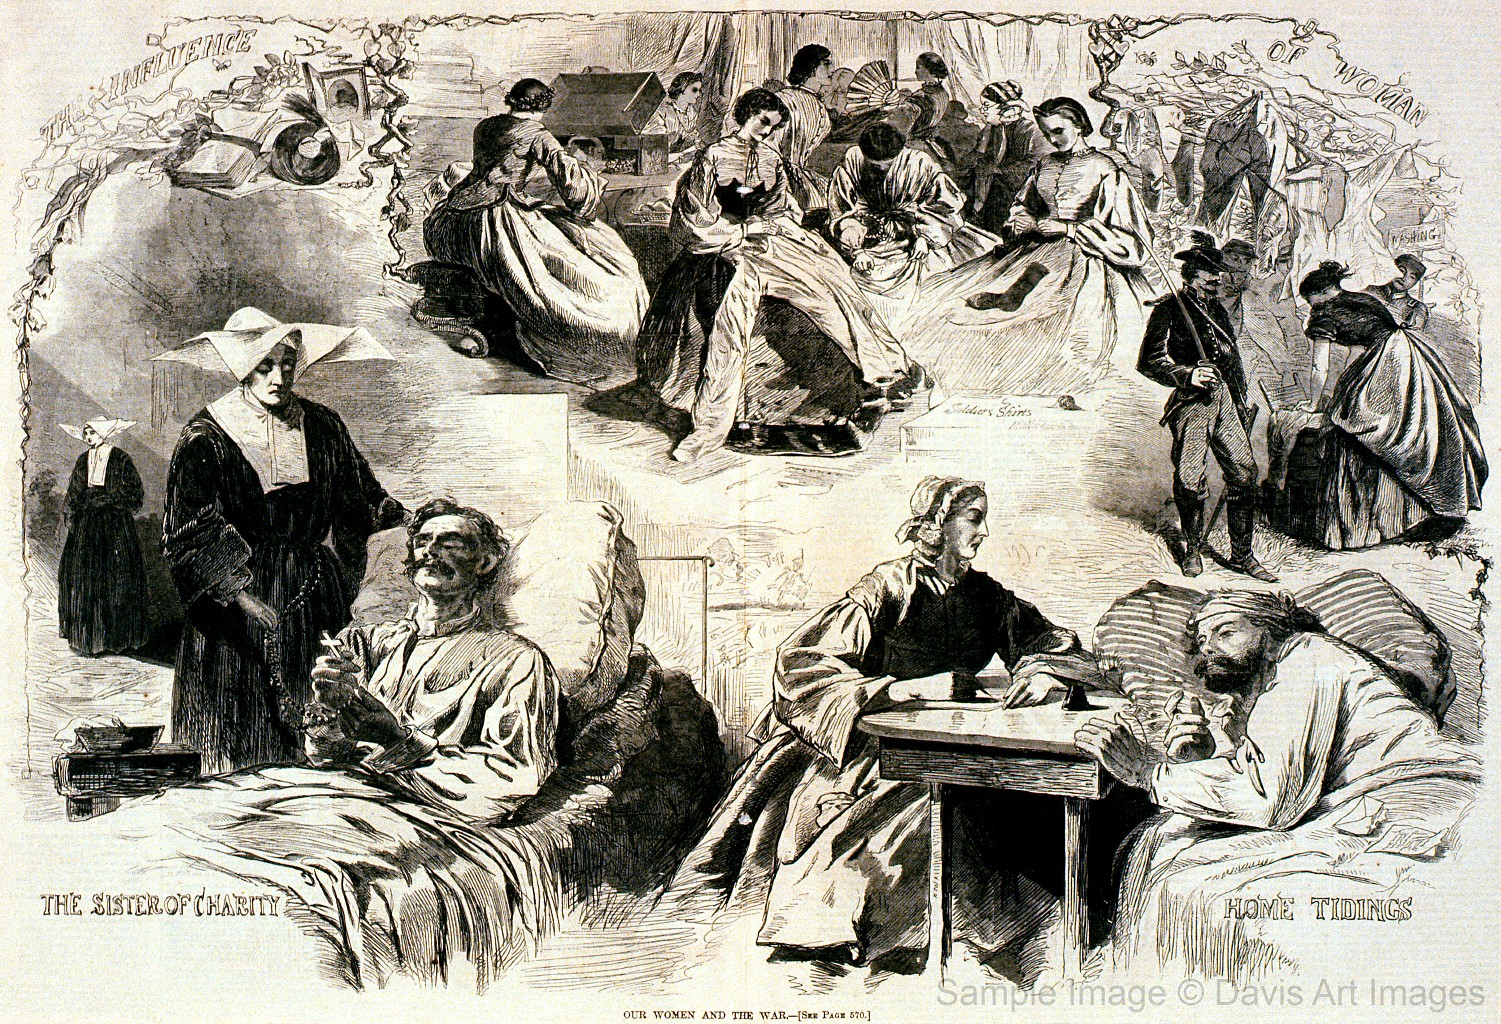 THE INFLUENCE
OF WOMAN
WASHING
Soldiers Shirts
THE SISTER OF CHARITY
HOME TIDINGS
Sample Image © Davis Art Images
OUR WOMEN AND THE WAR.—[SEE PAGE 570.]